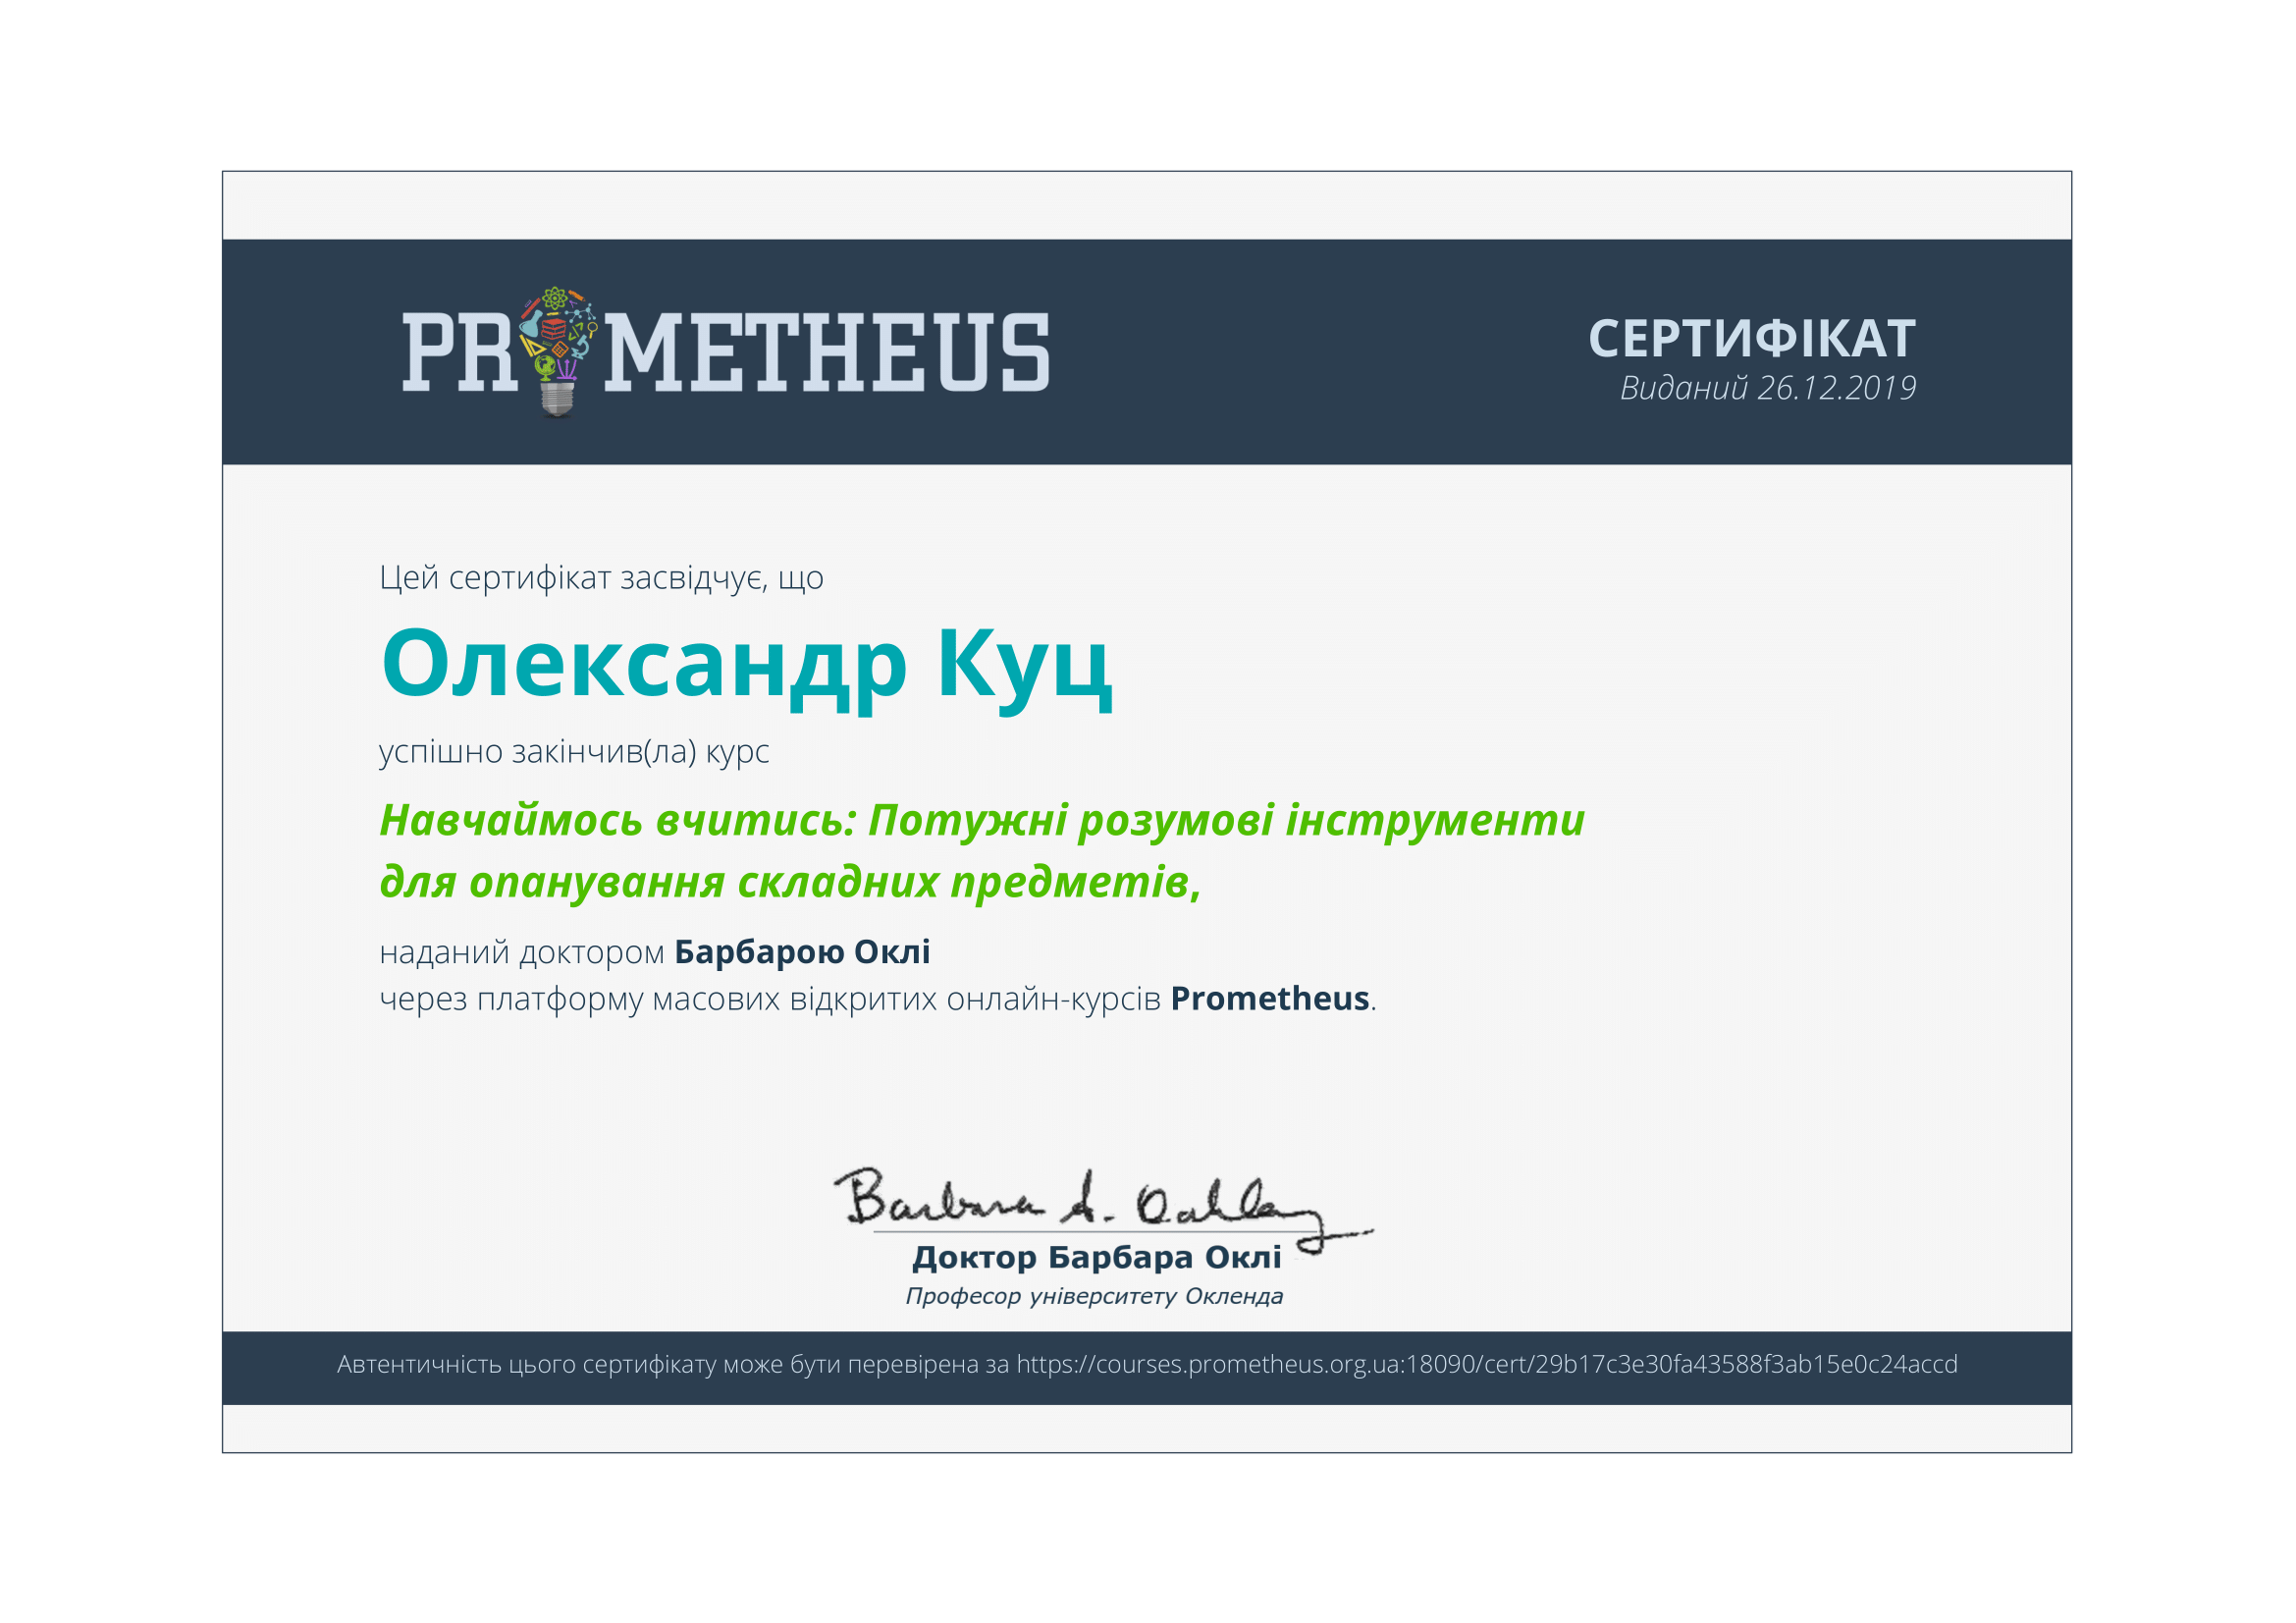 PROMETHEUS
СЕРТИФІКАТ
Виданий 26.12.2019
Цей сертифікат засвідчує, що
Олександр Куц
успішно закінчив(ла) курс
Навчаймось вчитись: Потужні розумові інструменти
для опанування складних предметів,
наданий доктором Барбарою Оклі
через платформу масових відкритих онлайн-курсів Prometheus.
Barbara A. Oakley
Доктор Барбара Оклі
Професор університету Окленда
Автентичність цього сертифікату може бути перевірена за https://courses.prometheus.org.ua:18090/cert/29b17c3e30fa43588f3ab15e0c24accd